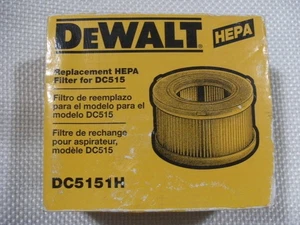 DEWALT
HEPA
Replacement HEPA
Filter for DC515
Filtro de reemplazo
para el modelo para el
modelo DC515
Filtre de rechange
pour aspirateur,
modèle DC515
DC5151H